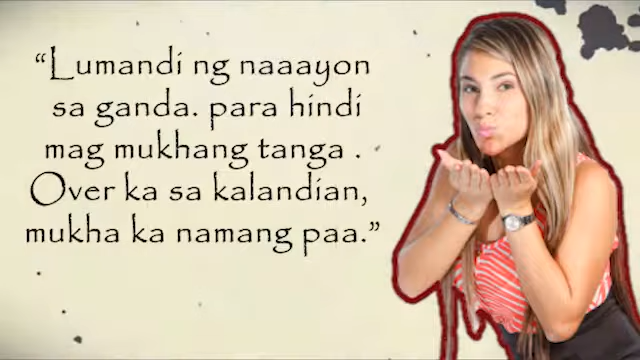 “Lumandi ng naaayon
sa ganda. para hindi
mag mukhang tanga .
Over ka sa kalandian,
mukha ka namang paa.”